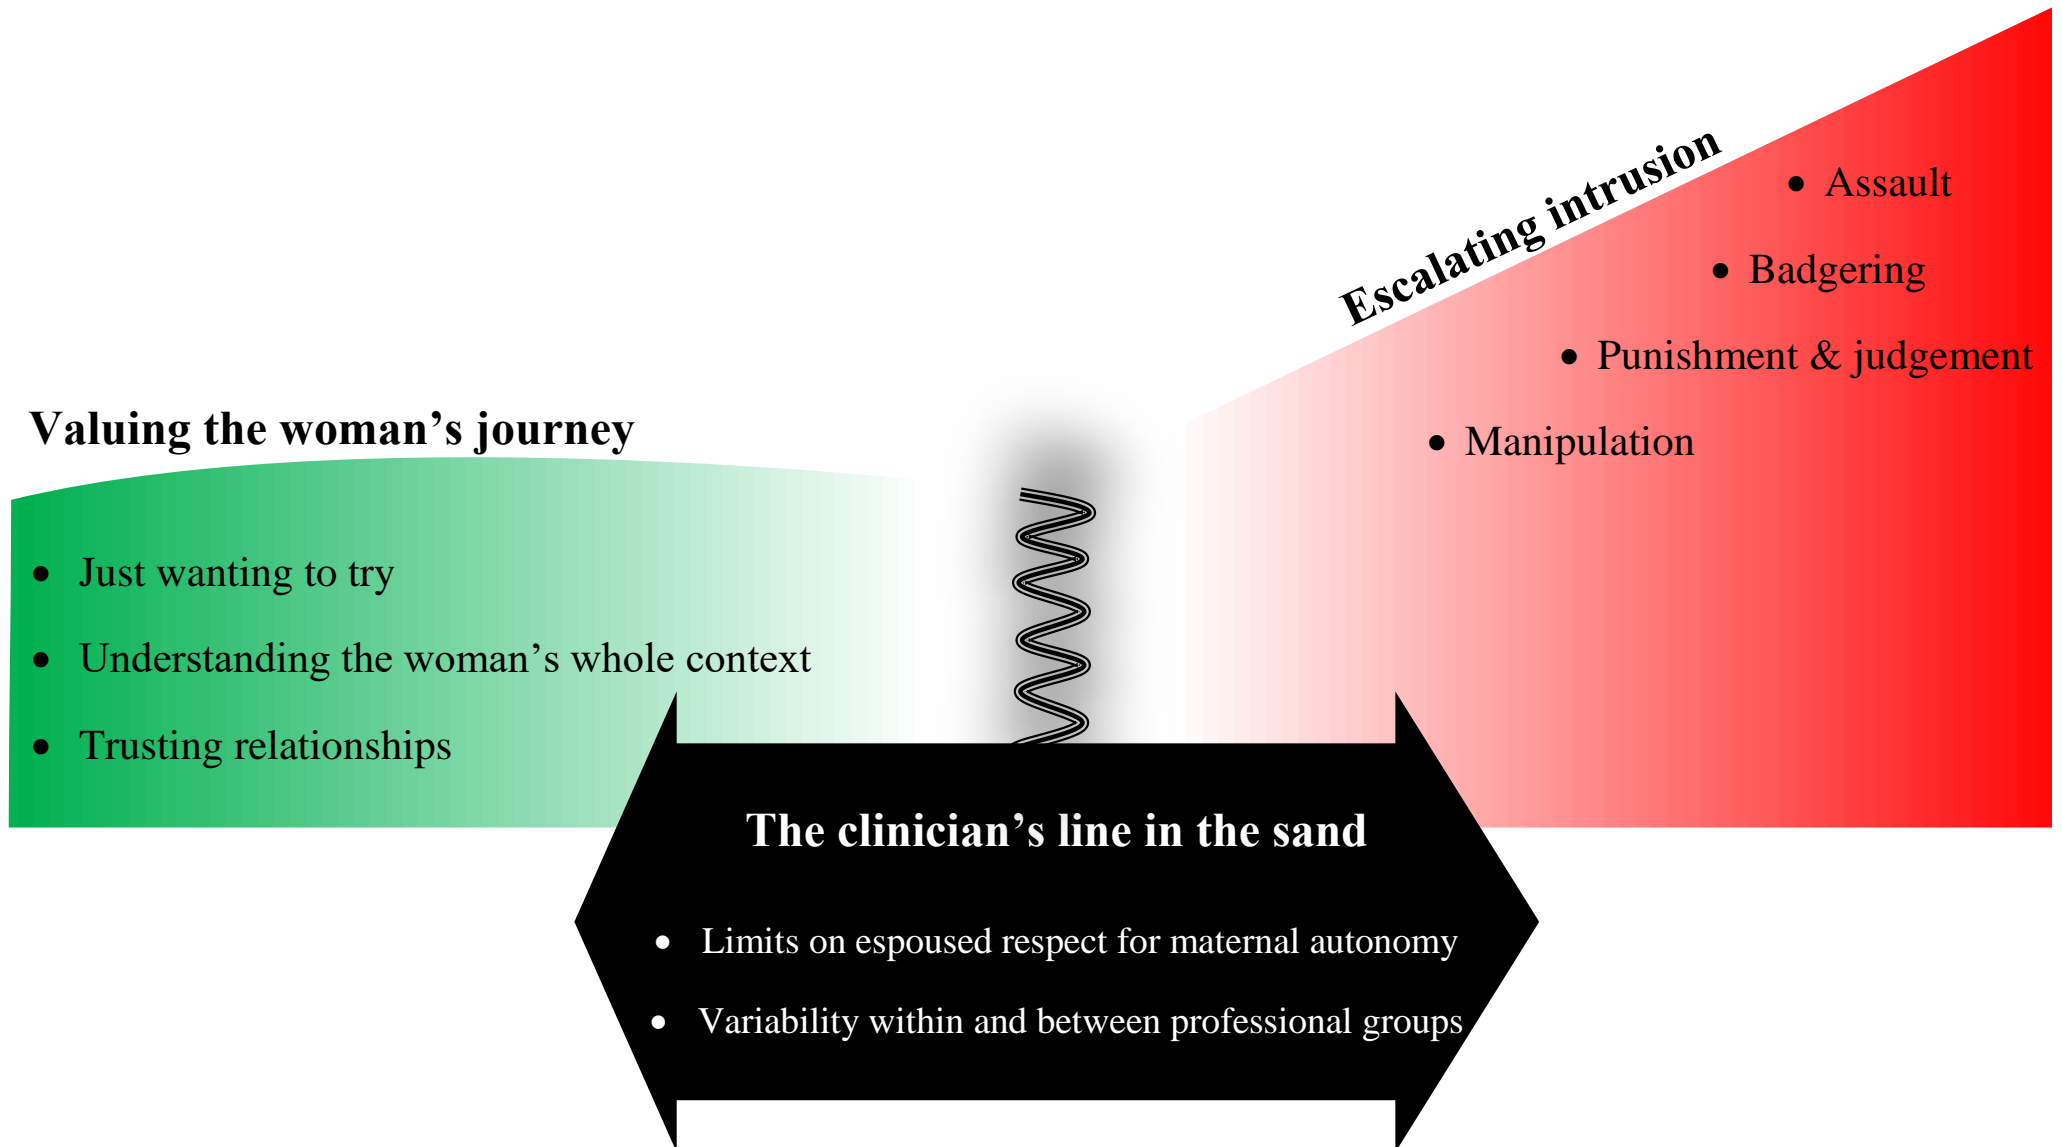 Valuing the woman’s journey
• Just wanting to try
• Understanding the woman’s whole context
• Trusting relationships
Escalating intrusion
• Assault
• Badgering
• Punishment & judgement
• Manipulation
The clinician’s line in the sand
• Limits on espoused respect for maternal autonomy
• Variability within and between professional groups